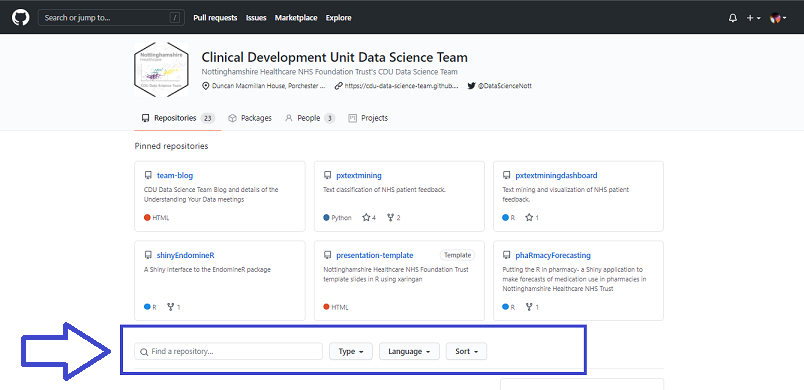 Search or jump to...
/
Pull requests
Issues
Marketplace
Explore
Nottinghamshire
CDU Data Science Team
Clinical Development Unit Data Science Team
Nottinghamshire Healthcare NHS Foundation Trust's CDU Data Science Team
Duncan Macmillan House, Porchester ...
https://cdu-data-science-team.github....
@DataScienceNott
Repositories 23
Packages
People 3
Projects
Pinned repositories
team-blog
CDU Data Science Team Blog and details of the
Understanding Your Data meetings
HTML
pxtextmining
Text classification of NHS patient feedback.
Python
4
2
pxtextminingdashboard
Text mining and visualization of NHS patient
feedback.
R
1
shinyEndomineR
A Shiny interface to the EndomineR package
R
1
presentation-template
Template
Nottinghamshire Healthcare NHS Foundation Trust
template slides in R using xaringan
HTML
phaRmacyForecasting
Putting the R in pharmacy- a Shiny application to
make forecasts of medication use in pharmacies in
Nottinghamshire Healthcare NHS Trust
R
1
Find a repository...
Type
Language
Sort